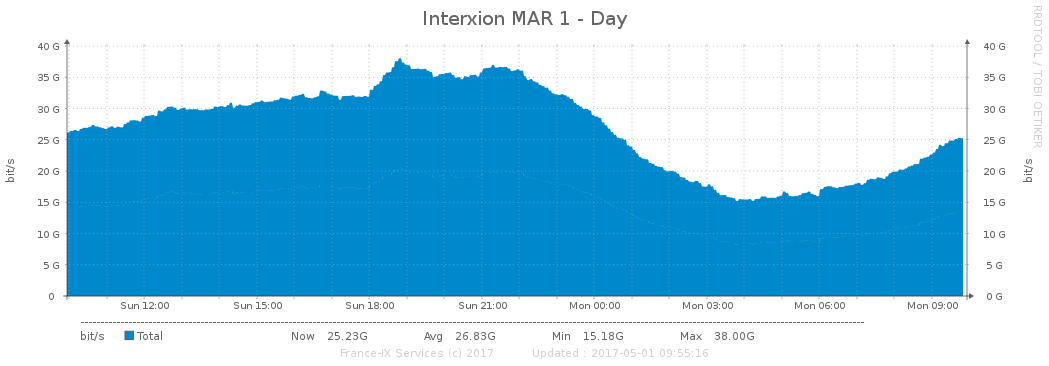 Interxion MAR 1 - Day
RRDTOOL / TOBI OETIKER
40 G 40 G
35 G 35 G
30 G 30 G
25 G 25 G
20 G 20 G
15 G 15 G
10 G 10 G
5 G 5 G
0 0 G
bit/s
bit/s
Sun 12:00 Sun 15:00 Sun 18:00 Sun 21:00 Mon 00:00 Mon 03:00 Mon 06:00 Mon 09:00
bit/s Total Now 25.23G Avg 26.83G Min 15.18G Max 38.00G
France-IX Services (c) 2017 Updated : 2017-05-01 09:55:16